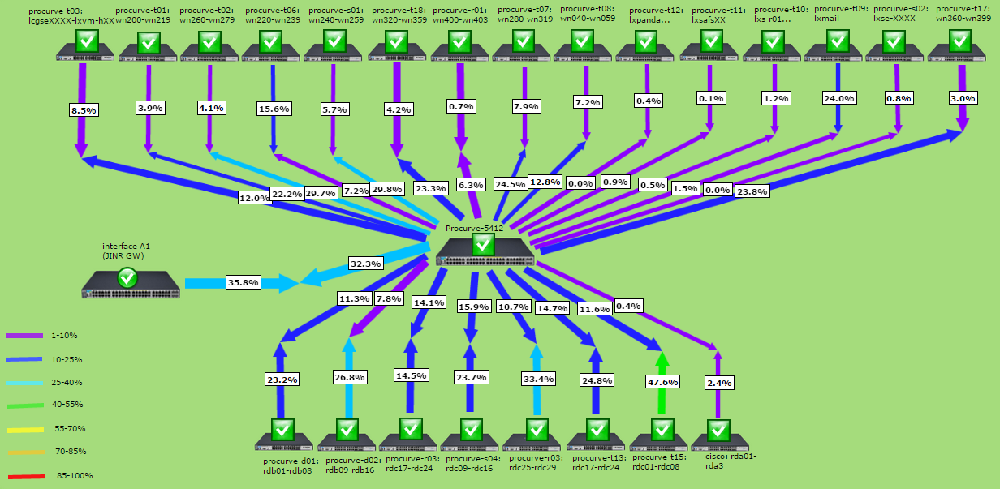 procurve-t03:
lcgseXXXX-lxvm-hXX
procurve-t01:
wn200-wn219
procurve-t02:
wn260-wn279
procurve-t06:
wn220-wn239
procurve-s01:
wn240-wn259
procurve-t18:
wn320-wn359
procurve-r01:
wn400-wn403
procurve-t07:
wn280-wn319
procurve-t08:
wn040-wn059
procurve-t12:
lxpanda...
procurve-t11:
lxsafsXX
procurve-t10:
lxs-r01...
procurve-t09:
lxmail
procurve-s02:
lxse-XXXX
procurve-t17:
wn360-wn399
8.5%
3.9%
4.1%
15.6%
5.7%
4.2%
0.7%
7.9%
7.2%
0.4%
0.1%
1.2%
24.0%
0.8%
3.0%
12.0%
22.2%
29.7%
7.2%
29.8%
23.3%
6.3%
24.5%
12.8%
0.0%
0.9%
0.5%
1.5%
0.0%
23.8%
Procurve-5412
interface A1
(JINR GW)
32.3%
35.8%
11.3%
7.8%
14.1%
15.9%
10.7%
14.7%
11.6%
0.4%
1-10%
10-25%
25-40%
40-55%
55-70%
70-85%
85-100%
23.2%
26.8%
14.5%
23.7%
33.4%
24.8%
47.6%
2.4%
procurve-d01:
rdb01-rdb08
procurve-d02:
rdb09-rdb16
procurve-r03:
rdc17-rdc24
procurve-s04:
rdc09-rdc16
procurve-r03:
rdc25-rdc29
procurve-t13:
rdc17-rdc24
procurve-t15:
rdc01-rdc08
cisco: rda01-
rda3